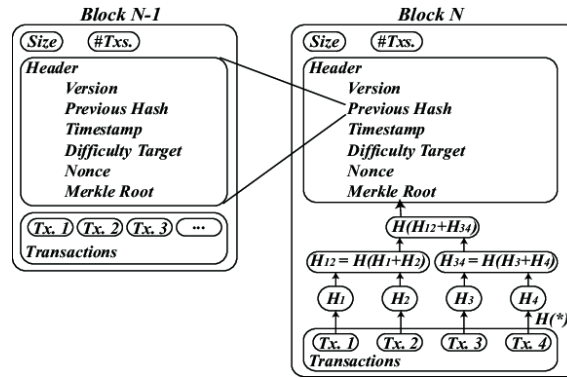 Block N-1
Size #Txs.
Header
Version
Previous Hash
Timestamp
Difficulty Target
Nonce
Merkle Root
Tx. 1 Tx. 2 Tx. 3 ...
Transactions
Block N
Size #Txs.
Header
Version
Previous Hash
Timestamp
Difficulty Target
Nonce
Merkle Root
H(H12+H34)
H12 = H(H1+H2) H34 = H(H3+H4)
H1 H2 H3 H4
H(*)
Tx. 1 Tx. 2 Tx. 3 Tx. 4
Transactions